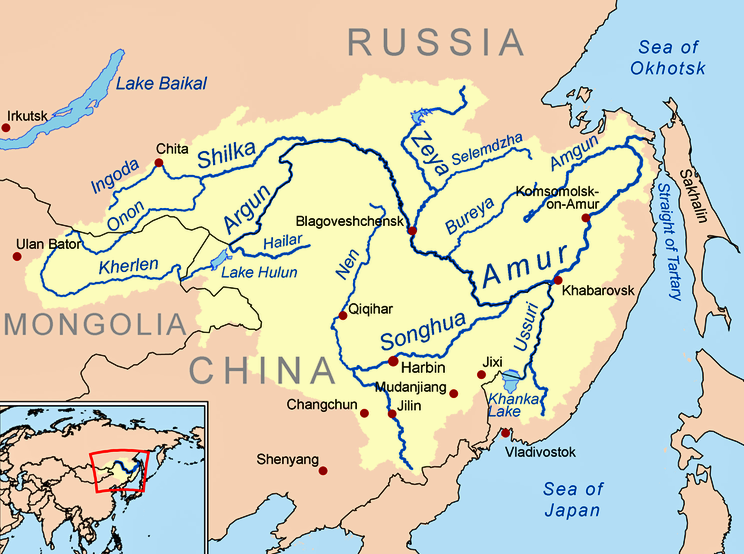 RUSSIA
Sea of
Okhotsk
Lake Baikal
Irkutsk
Chita
Ingoda
Shilka
Zeya
Selemdzha
Amgun
Onon
Argun
Bureya
Komsomolsk-
on-Amur
Sakhalin
Straight of Tartary
Blagoveshchensk
Ulan Bator
Kherlen
Hailar
Lake Hulun
Nen
Amur
Khabarovsk
MONGOLIA
Qiqihar
Songhua
Ussuri
CHINA
Harbin
Jixi
Mudanjiang
Khanka
Lake
Changchun
Jilin
Vladivostok
Shenyang
Sea of
Japan